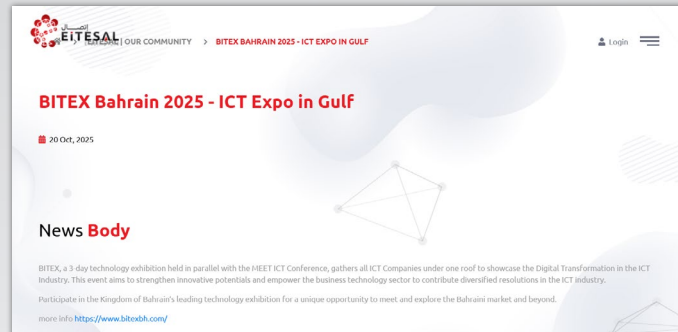 إتصال
EiTESAL
| EITESAL | OUR COMMUNITY > BITEX BAHRAIN 2025 - ICT EXPO IN GULF
Login
BITEX Bahrain 2025 - ICT Expo in Gulf
20 Oct, 2025
News Body
BITEX, a 3 day technology exhibition held in parallel with the MEET ICT Conference, gathers all ICT Companies under one roof to showcase the Digital Transformation in the ICT
Industry. This event aims to strengthen innovative potentials and empower the business technology sector to contribute diversified resolutions in the ICT industry.
Participate in the Kingdom of Bahrain's leading technology exhibition for a unique opportunity to meet and explore the Bahraini market and beyond.
more info https://www.bitexbh.com/